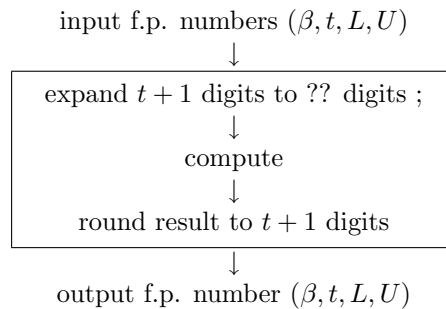 input f.p. numbers (β, t, L, U)
↓
expand t + 1 digits to ?? digits ;
↓
compute
↓
round result to t + 1 digits
↓
output f.p. number (β, t, L, U)